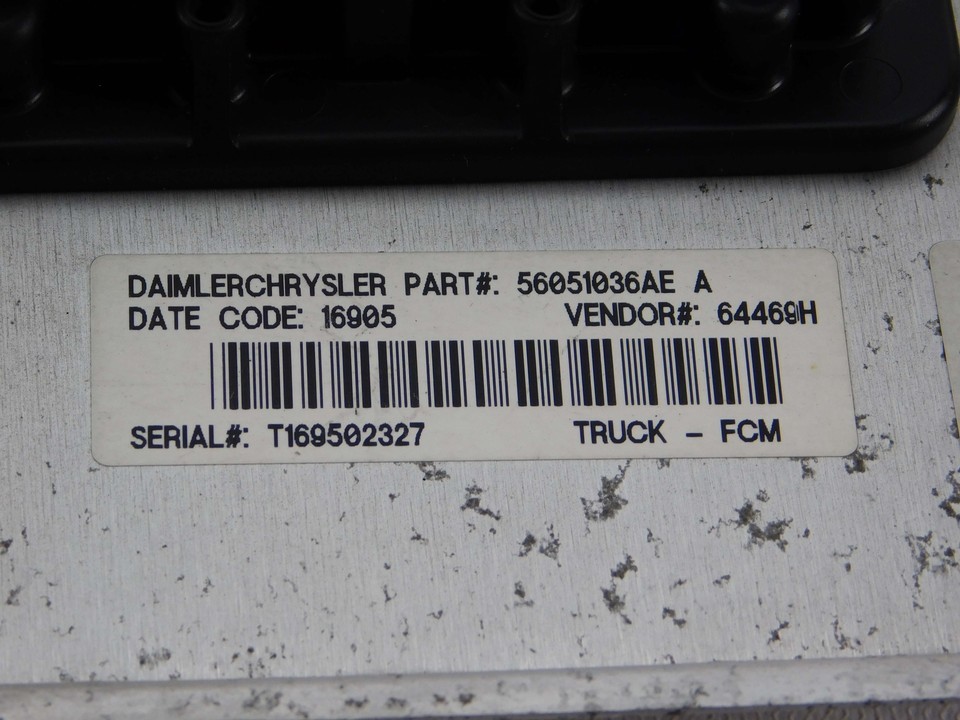 DAIMLERCHRYSLER PART#: 56051036AE A
DATE CODE: 16905 VENDOR#: 64469H
SERIAL#: T169502327 TRUCK - FCM